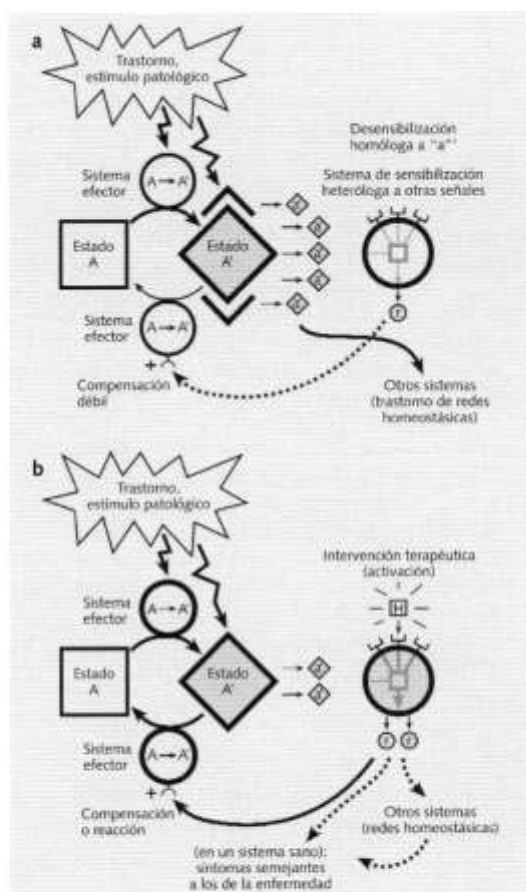 a
Trastorno,
estímulo patológico
Desensibilización
homóloga a "a'"
Sistema
efector
A→A'
Sistema de sensibilización
heteróloga a otras señales
Estado
A
Estado
A'
a'
a'
a'
a'
a'
Sistema
efector
A→A'
r
+
Compensación
débil
Otros sistemas
(trastorno de redes
homeostásicas)
b
Trastorno,
estímulo patológico
Intervención terapéutica
(activación)
Sistema
efector
A→A'
H
Estado
A
Estado
A'
a'
a'
Sistema
efector
A→A'
r' r'
+
Compensación
o reacción
Otros sistemas
(redes homeostásicas)
(en un sistema sano):
síntomas semejantes
a los de la enfermedad